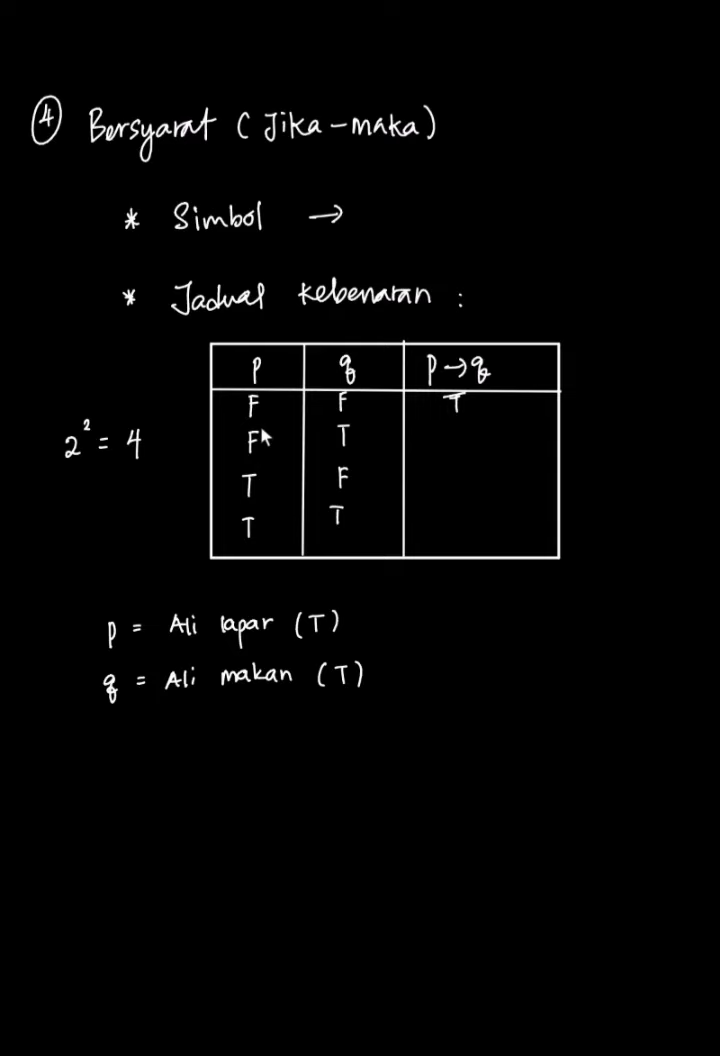 ④ Bersyarat (Jika-maka)
* Simbol →
* Jadual kebenaran :
p q p→q
F F T
F T
2² = 4
T F
T T
p = Ali lapar (T)
q = Ali makan (T)